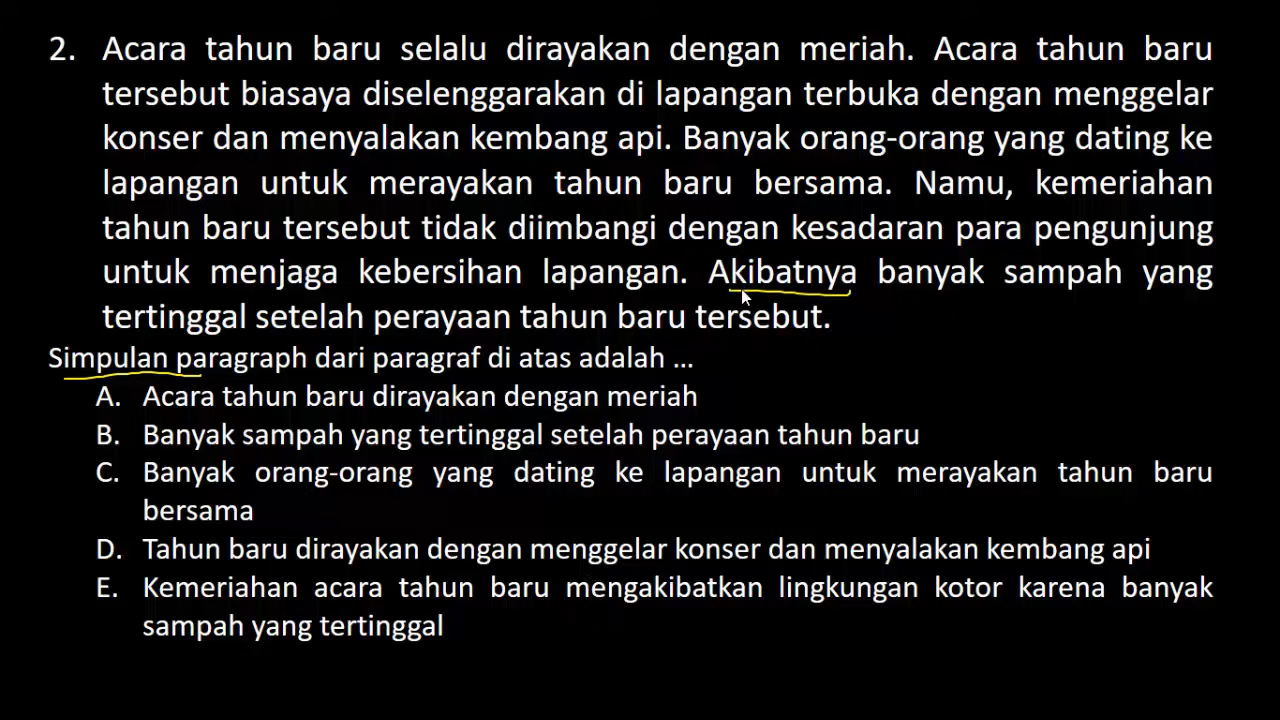 2. Acara tahun baru selalu dirayakan dengan meriah. Acara tahun baru
tersebut biasaya diselenggarakan di lapangan terbuka dengan menggelar
konser dan menyalakan kembang api. Banyak orang-orang yang dating ke
lapangan untuk merayakan tahun baru bersama. Namu, kemeriahan
tahun baru tersebut tidak diimbangi dengan kesadaran para pengunjung
untuk menjaga kebersihan lapangan. Akibatnya banyak sampah yang
tertinggal setelah perayaan tahun baru tersebut.
Simpulan paragraph dari paragraf di atas adalah ...
A. Acara tahun baru dirayakan dengan meriah
B. Banyak sampah yang tertinggal setelah perayaan tahun baru
C. Banyak orang-orang yang dating ke lapangan untuk merayakan tahun baru
bersama
D. Tahun baru dirayakan dengan menggelar konser dan menyalakan kembang api
E. Kemeriahan acara tahun baru mengakibatkan lingkungan kotor karena banyak
sampah yang tertinggal